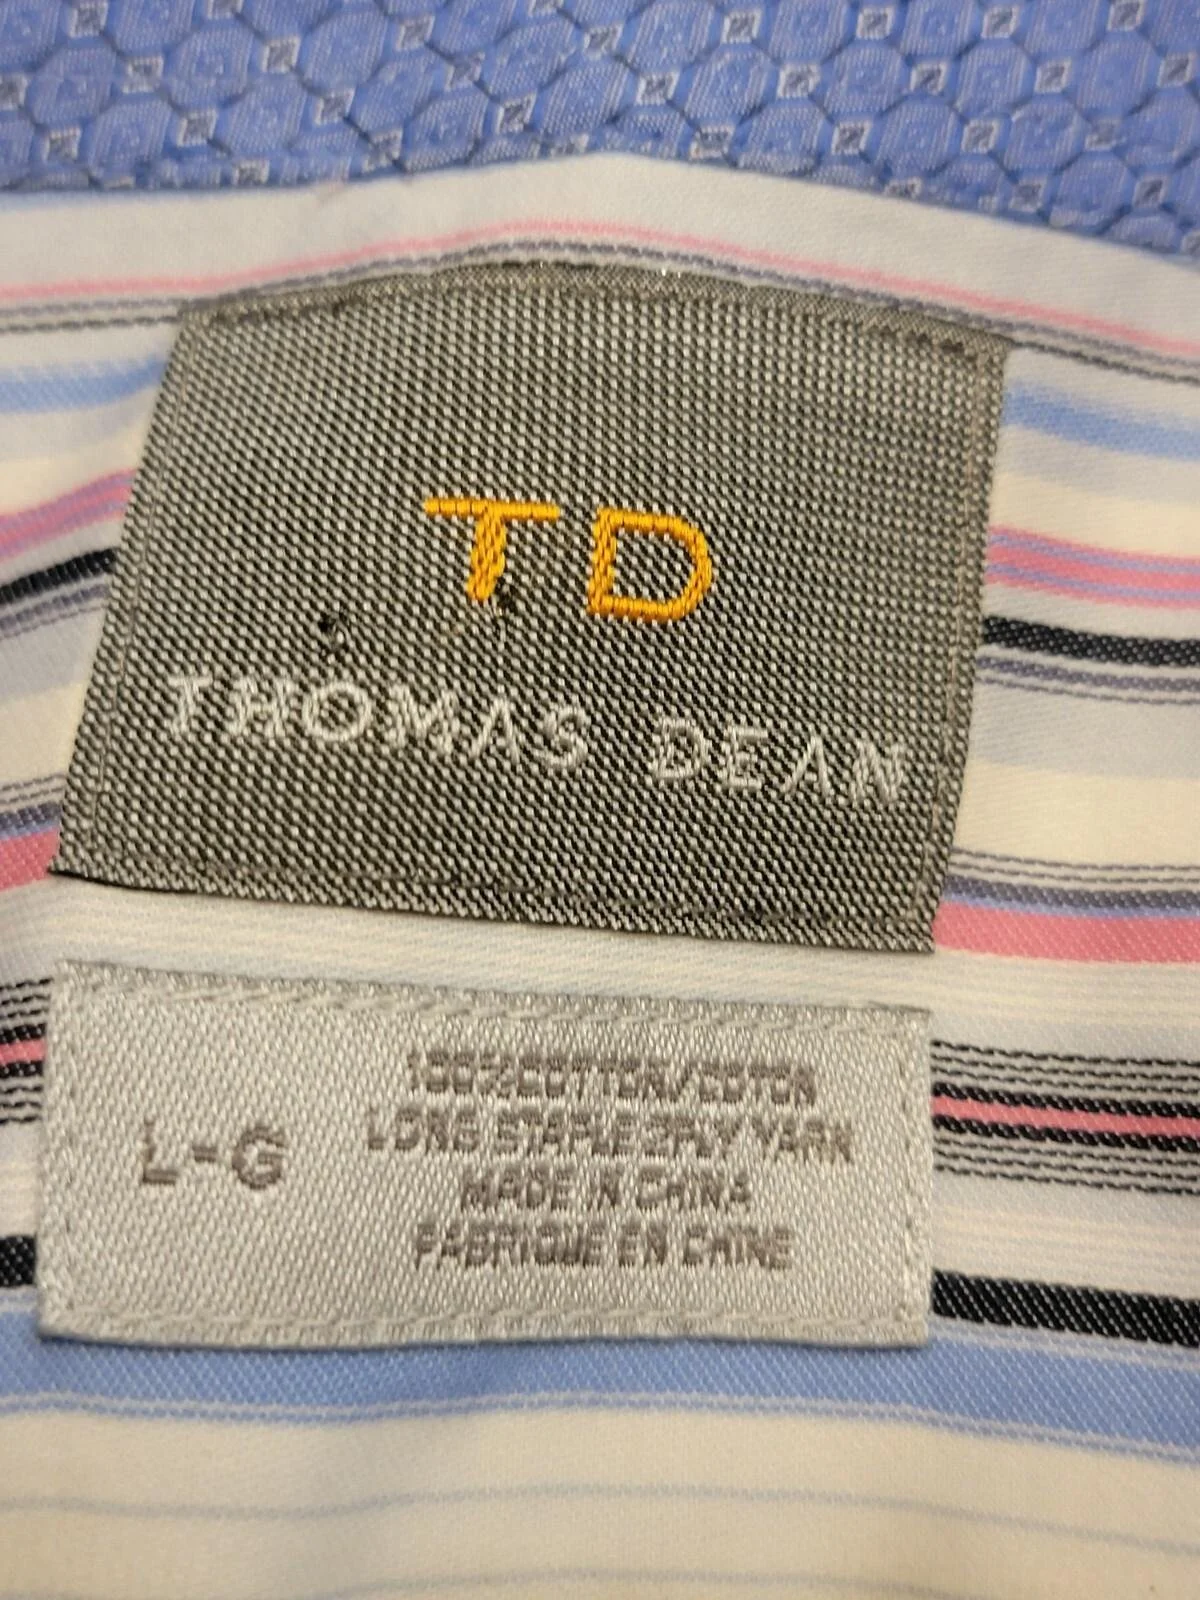 TD
THOMAS DEAN
L-G
100% COTTON/COTON
LONG STAPLE 2PLY YARN
MADE IN CHINA
FABRIQUE EN CHINE